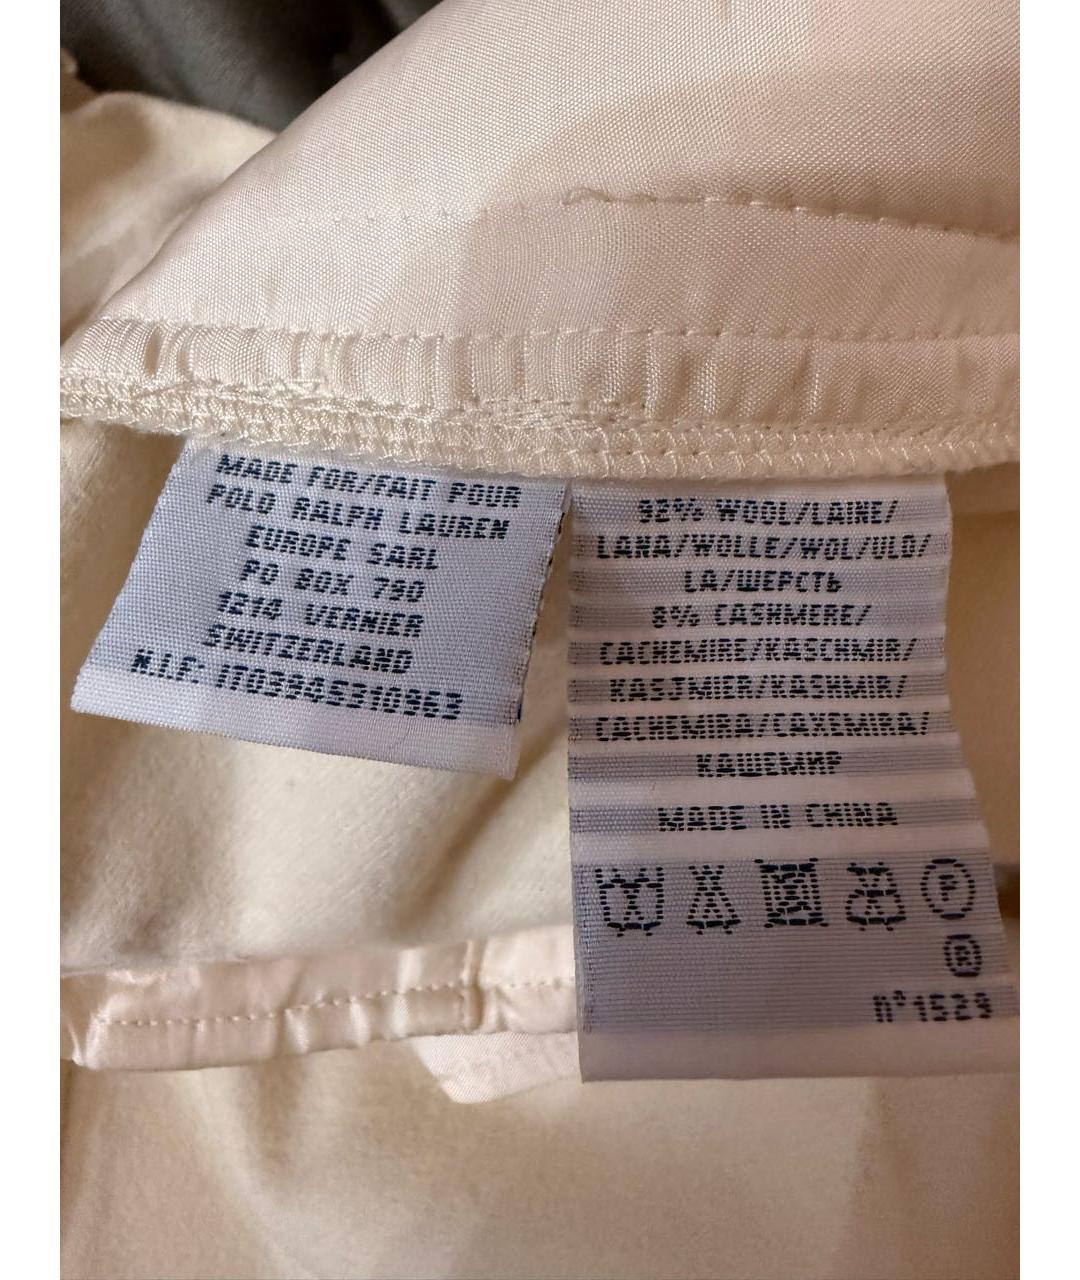 MADE FOR/FAIT POUR
POLO RALPH LAUREN
EUROPE SARL
PO BOX 790
1214 VERNIER
SWITZERLAND
N.I.F: IT03945310963
92% WOOL/LAINE/
LANA/WOLLE/WOL/ULD/
LA/ШЕРСТЬ
8% CASHMERE/
CACHEMIRE/KASCHMIR/
KASJMIER/KASHMIR/
CACHEMIRA/CAXEMIRA/
КАШЕМИР
MADE IN CHINA
P
®
n°1529